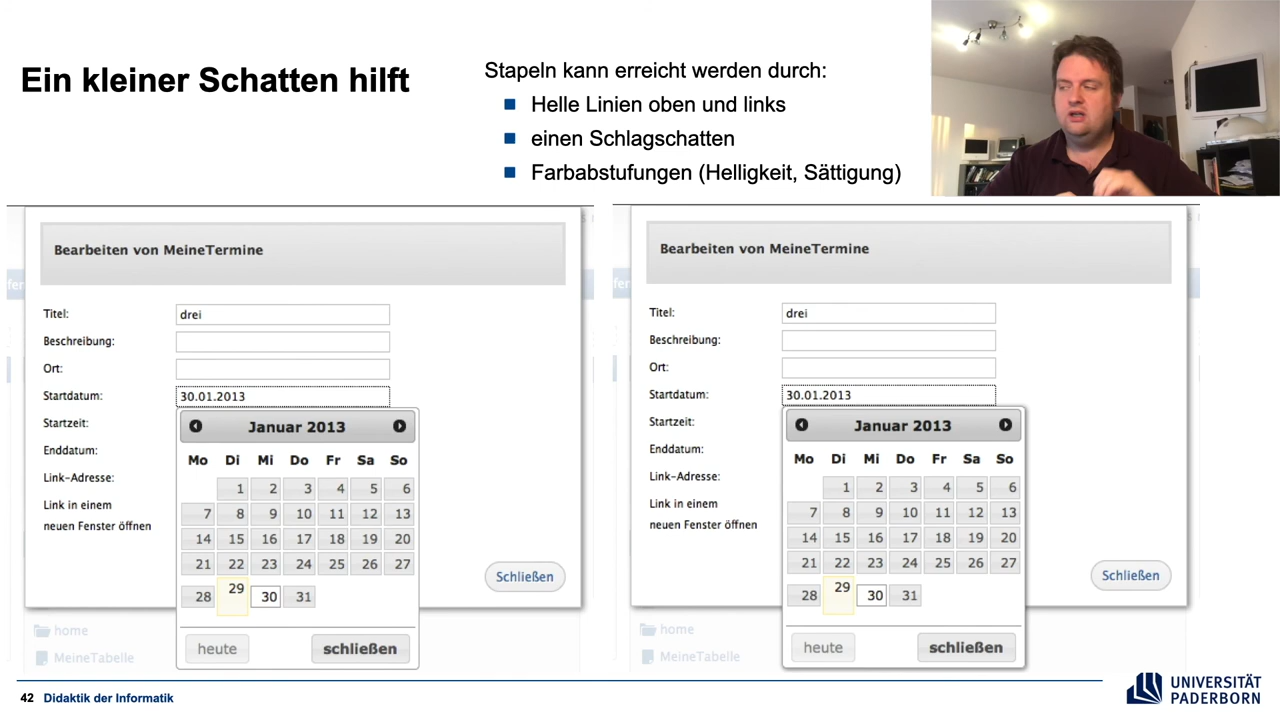 Ein kleiner Schatten hilft
Stapeln kann erreicht werden durch:
Helle Linien oben und links
einen Schlagschatten
Farbabstufungen (Helligkeit, Sättigung)
Bearbeiten von MeineTermine
Titel: drei
Beschreibung:
Ort:
Startdatum: 30.01.2013
Startzeit:
Enddatum:
Link-Adresse:
Link in einem
neuen Fenster öffnen
Januar 2013
Mo Di Mi Do Fr Sa So
1 2 3 4 5 6
7 8 9 10 11 12 13
14 15 16 17 18 19 20
21 22 23 24 25 26 27
28 29 30 31
heute schließen
Schließen
home
MeineTabelle
Bearbeiten von MeineTermine
Titel: drei
Beschreibung:
Ort:
Startdatum: 30.01.2013
Startzeit:
Enddatum:
Link-Adresse:
Link in einem
neuen Fenster öffnen
Januar 2013
Mo Di Mi Do Fr Sa So
1 2 3 4 5 6
7 8 9 10 11 12 13
14 15 16 17 18 19 20
21 22 23 24 25 26 27
28 29 30 31
heute schließen
Schließen
home
MeineTabelle
42 Didaktik der Informatik
UNIVERSITÄT
PADERBORN